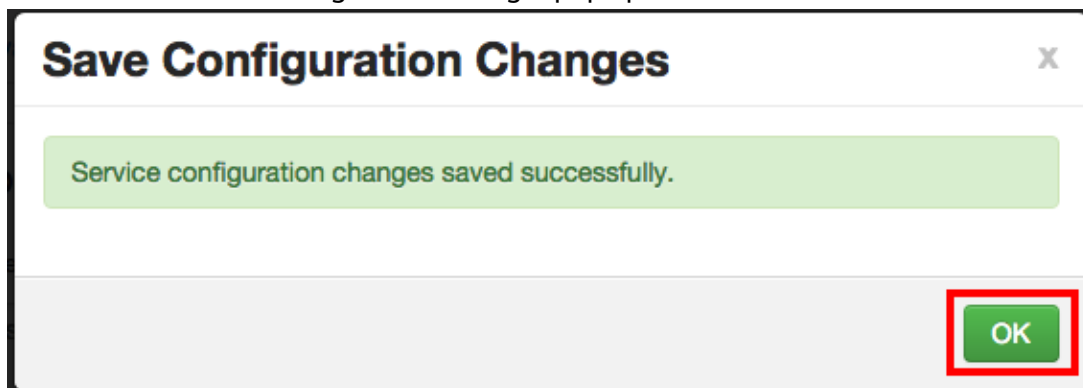 Save Configuration Changes
x
Service configuration changes saved successfully.
OK